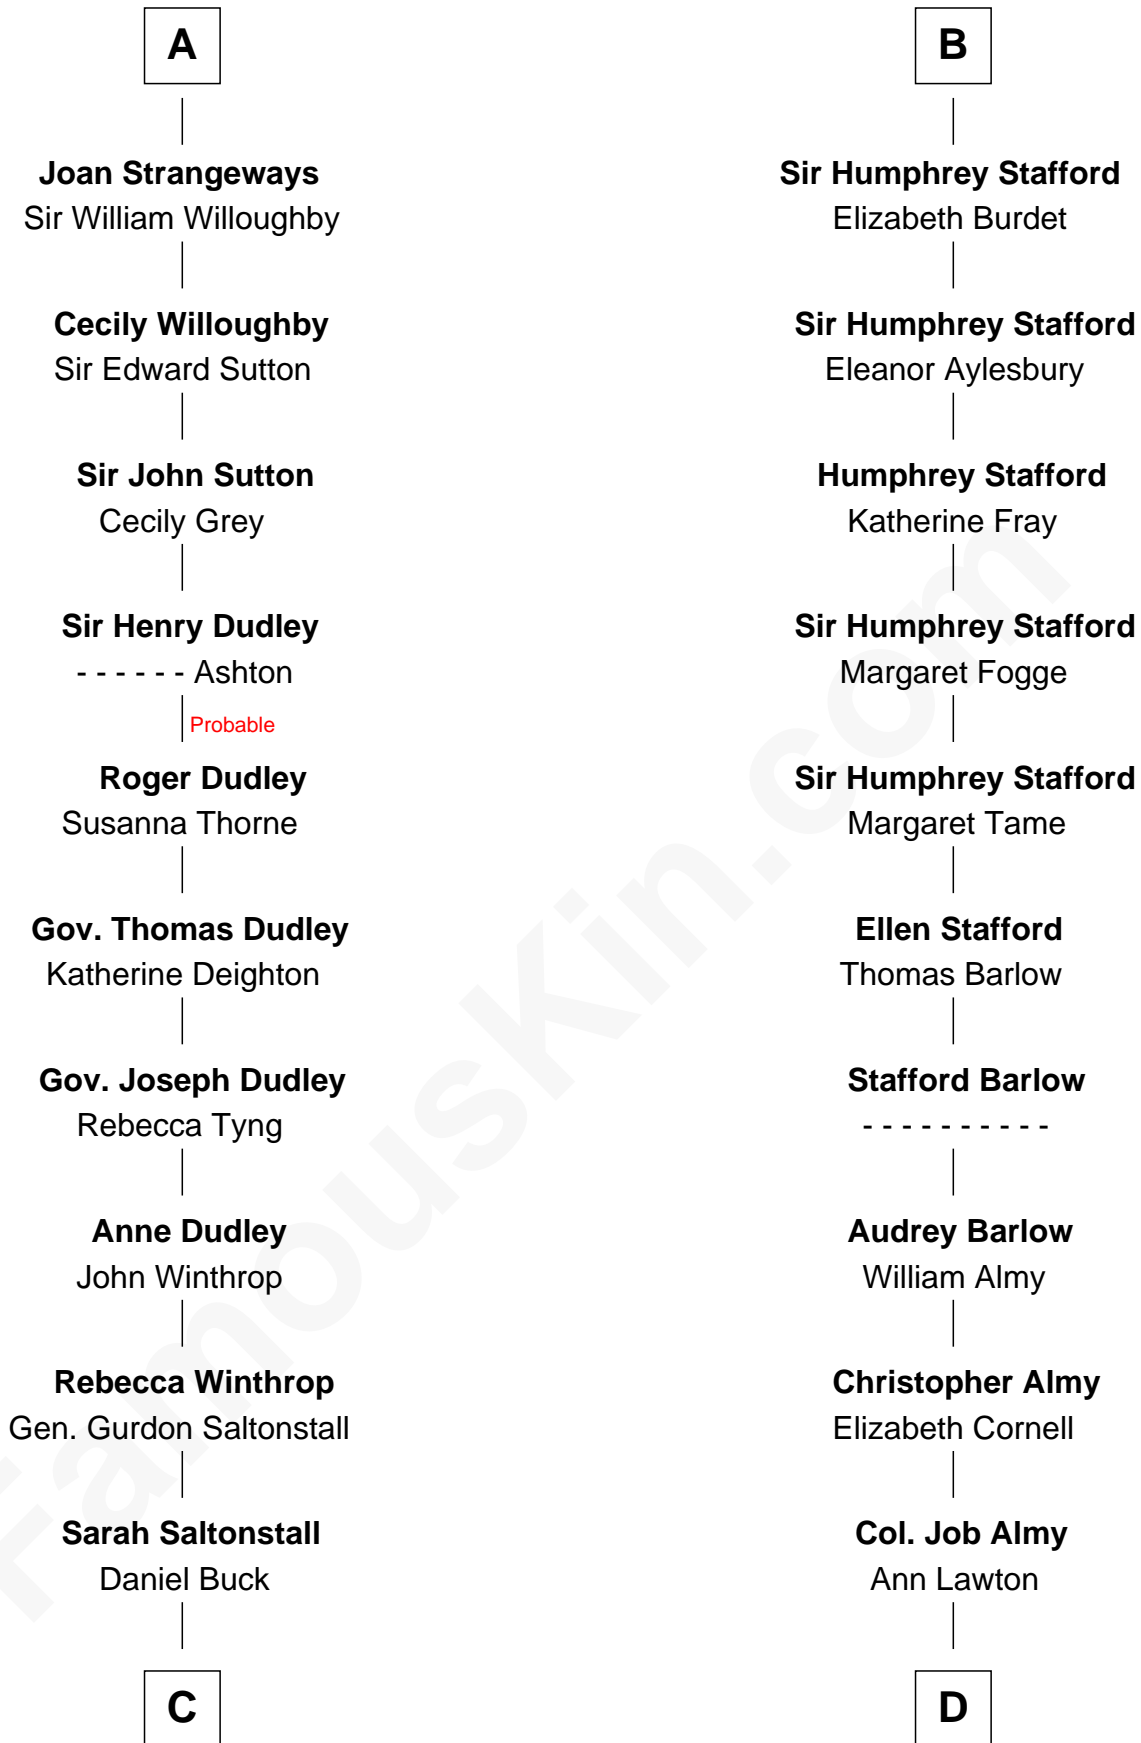 A
Joan Strangeways
Sir William Willoughby
Cecily Willoughby
Sir Edward Sutton
Sir John Sutton
Cecily Grey
Sir Henry Dudley
- - - - - - Ashton
Probable
Roger Dudley
Susanna Thorne
Gov. Thomas Dudley
Katherine Deighton
Gov. Joseph Dudley
Rebecca Tyng
Anne Dudley
John Winthrop
Rebecca Winthrop
Gen. Gurdon Saltonstall
Sarah Saltonstall
Daniel Buck
C
B
Sir Humphrey Stafford
Elizabeth Burdet
Sir Humphrey Stafford
Eleanor Aylesbury
Humphrey Stafford
Katherine Fray
Sir Humphrey Stafford
Margaret Fogge
Sir Humphrey Stafford
Margaret Tame
Ellen Stafford
Thomas Barlow
Stafford Barlow
- - - - - - - - - -
Audrey Barlow
William Almy
Christopher Almy
Elizabeth Cornell
Col. Job Almy
Ann Lawton
D
FamousKin.com